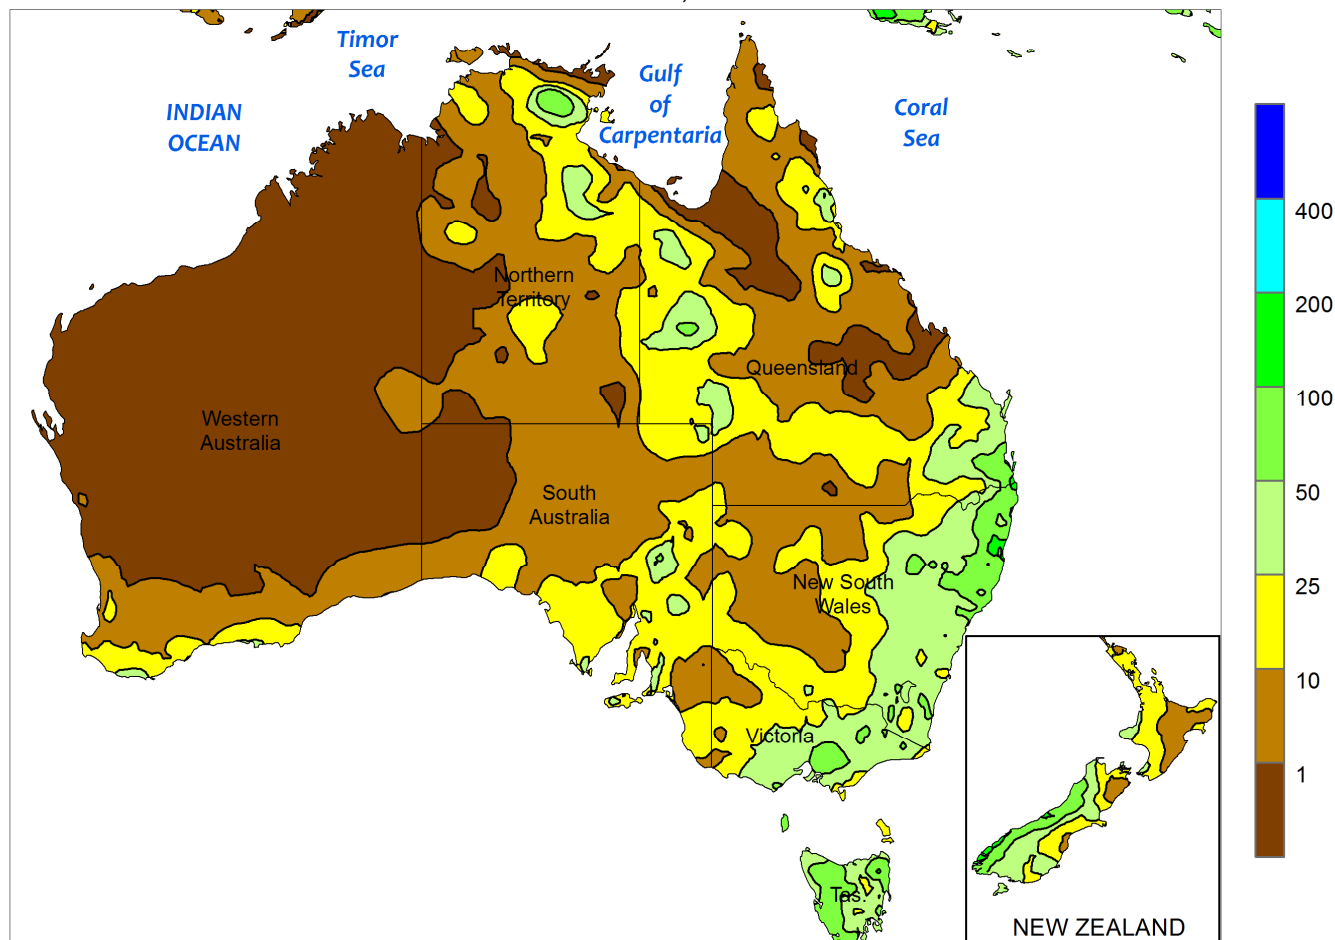 Timor
Sea
INDIAN
OCEAN
Gulf
of
Carpentaria
Coral
Sea
Northern
Territory
Queensland
Western
Australia
South
Australia
New South
Wales
Victoria
Tas.
NEW ZEALAND
400
200
100
50
25
10
1